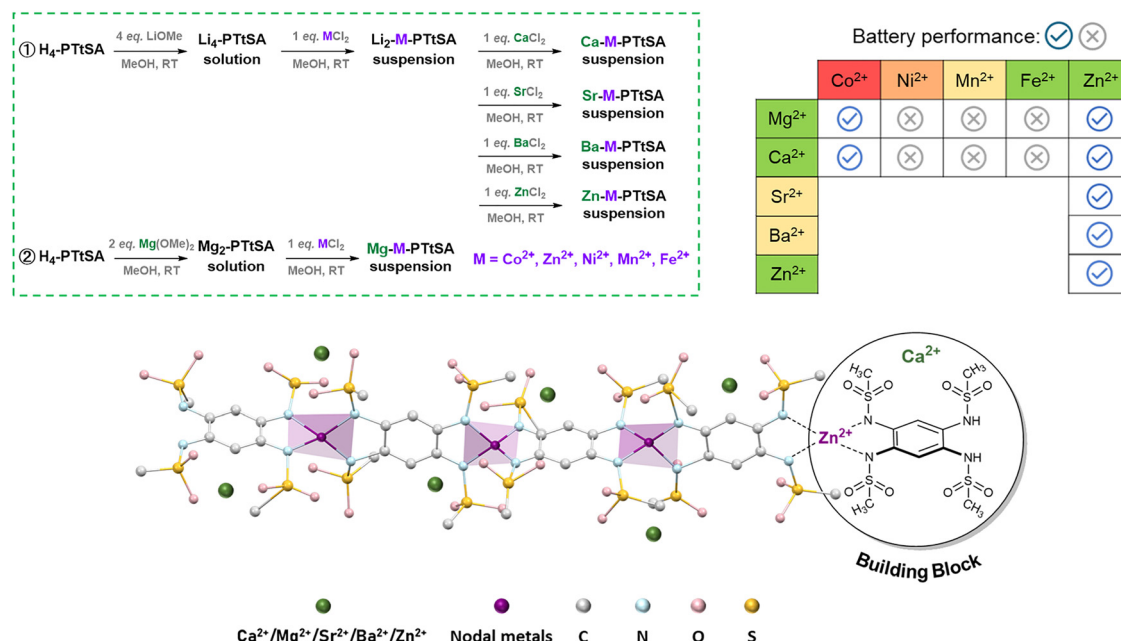 ① H₄-PTtSA 4 eq. LiOMe MeOH, RT Li₄-PTtSA solution 1 eq. MCl₂ MeOH, RT Li₂-M-PTtSA suspension 1 eq. CaCl₂ MeOH, RT Ca-M-PTtSA suspension
1 eq. SrCl₂ MeOH, RT Sr-M-PTtSA suspension
1 eq. BaCl₂ MeOH, RT Ba-M-PTtSA suspension
1 eq. ZnCl₂ MeOH, RT Zn-M-PTtSA suspension
② H₄-PTtSA 2 eq. Mg(OMe)₂ MeOH, RT Mg₂-PTtSA solution 1 eq. MCl₂ MeOH, RT Mg-M-PTtSA suspension M = Co²⁺, Zn²⁺, Ni²⁺, Mn²⁺, Fe²⁺
Battery performance:
Co²⁺ Ni²⁺ Mn²⁺ Fe²⁺ Zn²⁺
Mg²⁺
Ca²⁺
Sr²⁺
Ba²⁺
Zn²⁺
Ca²⁺
H₃C CH₃
O S O O S O
N NH
Zn²⁺
N NH
O S O O S O
H₃C CH₃
Building Block
Ca²⁺/Mg²⁺/Sr²⁺/Ba²⁺/Zn²⁺ Nodal metals C N O S